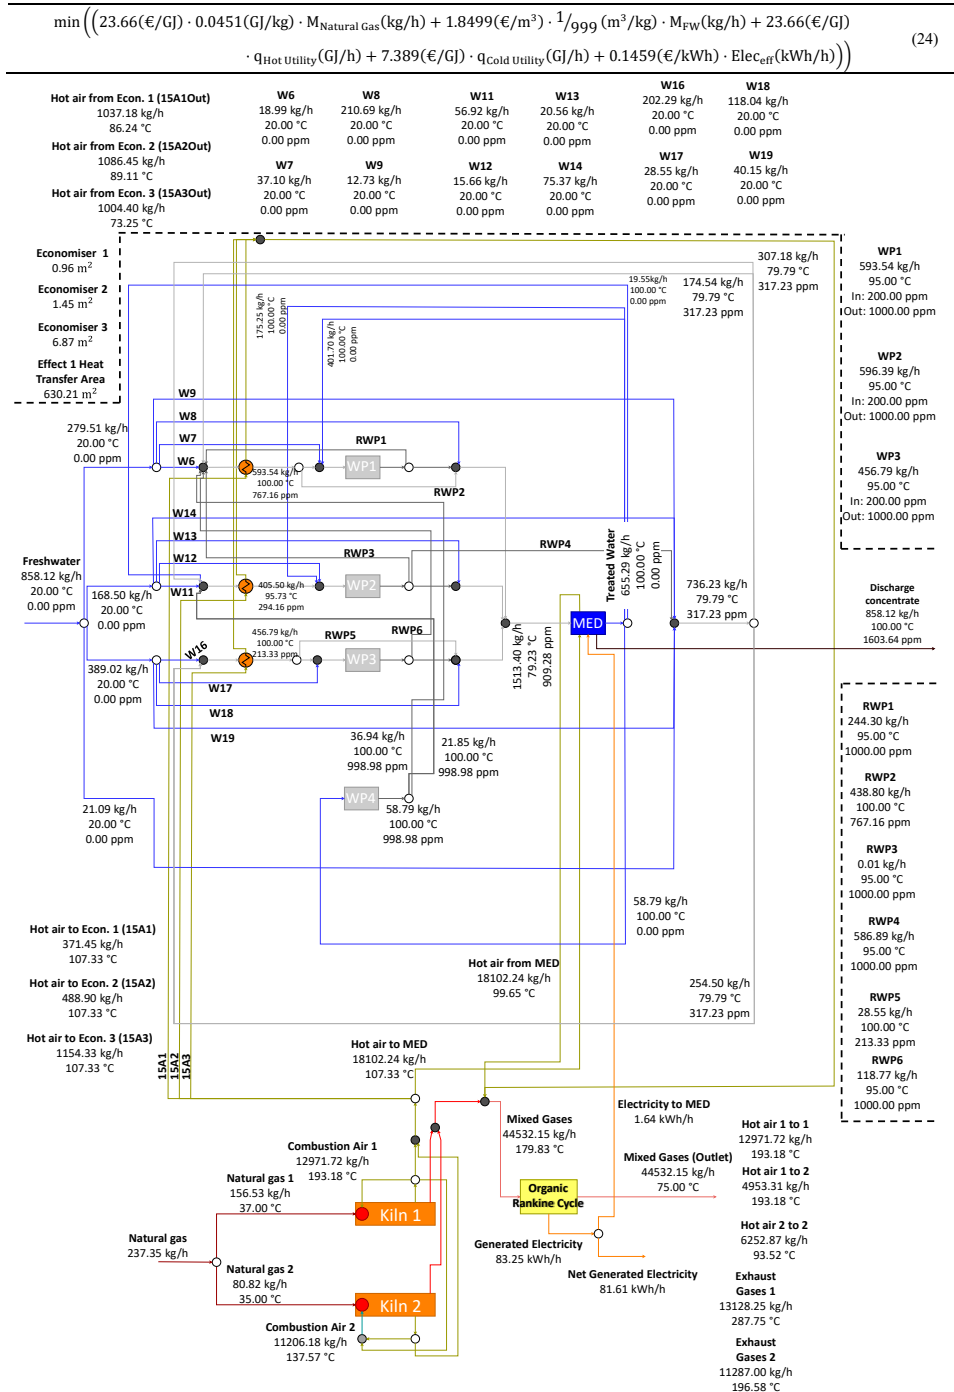 min ((23.66(€/GJ) · 0.0451(GJ/kg) · M_Natural Gas(kg/h) + 1.8499(€/m³) · 1/999 (m³/kg) · M_FW(kg/h) + 23.66(€/GJ)
· q_Hot Utility(GJ/h) + 7.389(€/GJ) · q_Cold Utility(GJ/h) + 0.1459(€/kWh) · Elec_eff(kWh/h)))
(24)
Hot air from Econ. 1 (15A1Out)
1037.18 kg/h
86.24 °C
Hot air from Econ. 2 (15A2Out)
1086.45 kg/h
89.11 °C
Hot air from Econ. 3 (15A3Out)
1004.40 kg/h
73.25 °C
W6
18.99 kg/h
20.00 °C
0.00 ppm
W8
210.69 kg/h
20.00 °C
0.00 ppm
W11
56.92 kg/h
20.00 °C
0.00 ppm
W13
20.56 kg/h
20.00 °C
0.00 ppm
W16
202.29 kg/h
20.00 °C
0.00 ppm
W18
118.04 kg/h
20.00 °C
0.00 ppm
W7
37.10 kg/h
20.00 °C
0.00 ppm
W9
12.73 kg/h
20.00 °C
0.00 ppm
W12
15.66 kg/h
20.00 °C
0.00 ppm
W14
75.37 kg/h
20.00 °C
0.00 ppm
W17
28.55 kg/h
20.00 °C
0.00 ppm
W19
40.15 kg/h
20.00 °C
0.00 ppm
Economiser 1
0.96 m²
Economiser 2
1.45 m²
Economiser 3
6.87 m²
Effect 1 Heat
Transfer Area
630.21 m²
175.25 kg/h
100.00 °C
0.00 ppm
401.70 kg/h
100.00 °C
0.00 ppm
19.55kg/h
100.00 °C
0.00 ppm
174.54 kg/h
79.79 °C
317.23 ppm
307.18 kg/h
79.79 °C
317.23 ppm
WP1
593.54 kg/h
95.00 °C
In: 200.00 ppm
Out: 1000.00 ppm
WP2
596.39 kg/h
95.00 °C
In: 200.00 ppm
Out: 1000.00 ppm
WP3
456.79 kg/h
95.00 °C
In: 200.00 ppm
Out: 1000.00 ppm
W9
W8
W7
W6
279.51 kg/h
20.00 °C
0.00 ppm
593.54 kg/h
100.00 °C
767.16 ppm
RWP1
WP1
RWP2
W14
W13
W12
W11
RWP3
WP2
RWP4
405.50 kg/h
95.73 °C
294.16 ppm
Freshwater
858.12 kg/h
20.00 °C
0.00 ppm
168.50 kg/h
20.00 °C
0.00 ppm
Treated Water
655.29 kg/h
100.00 °C
0.00 ppm
736.23 kg/h
79.79 °C
317.23 ppm
Discharge
concentrate
858.12 kg/h
100.00 °C
1603.64 ppm
MED
1513.40 kg/h
79.23 °C
909.28 ppm
456.79 kg/h
100.00 °C
213.33 ppm
RWP5
RWP6
WP3
W16
W17
W18
W19
389.02 kg/h
20.00 °C
0.00 ppm
36.94 kg/h
100.00 °C
998.98 ppm
21.85 kg/h
100.00 °C
998.98 ppm
WP4
58.79 kg/h
100.00 °C
998.98 ppm
21.09 kg/h
20.00 °C
0.00 ppm
58.79 kg/h
100.00 °C
0.00 ppm
RWP1
244.30 kg/h
95.00 °C
1000.00 ppm
RWP2
438.80 kg/h
100.00 °C
767.16 ppm
RWP3
0.01 kg/h
95.00 °C
1000.00 ppm
RWP4
586.89 kg/h
95.00 °C
1000.00 ppm
RWP5
28.55 kg/h
100.00 °C
213.33 ppm
RWP6
118.77 kg/h
95.00 °C
1000.00 ppm
Hot air to Econ. 1 (15A1)
371.45 kg/h
107.33 °C
Hot air to Econ. 2 (15A2)
488.90 kg/h
107.33 °C
Hot air to Econ. 3 (15A3)
1154.33 kg/h
107.33 °C
15A1
15A2
15A3
Hot air from MED
18102.24 kg/h
99.65 °C
254.50 kg/h
79.79 °C
317.23 ppm
Hot air to MED
18102.24 kg/h
107.33 °C
Mixed Gases
44532.15 kg/h
179.83 °C
Electricity to MED
1.64 kWh/h
Combustion Air 1
12971.72 kg/h
193.18 °C
Natural gas 1
156.53 kg/h
37.00 °C
Kiln 1
Mixed Gases (Outlet)
44532.15 kg/h
75.00 °C
Organic
Rankine Cycle
Natural gas
237.35 kg/h
Generated Electricity
83.25 kWh/h
Net Generated Electricity
81.61 kWh/h
Natural gas 2
80.82 kg/h
35.00 °C
Kiln 2
Combustion Air 2
11206.18 kg/h
137.57 °C
Hot air 1 to 1
12971.72 kg/h
193.18 °C
Hot air 1 to 2
4953.31 kg/h
193.18 °C
Hot air 2 to 2
6252.87 kg/h
93.52 °C
Exhaust
Gases 1
13128.25 kg/h
287.75 °C
Exhaust
Gases 2
11287.00 kg/h
196.58 °C